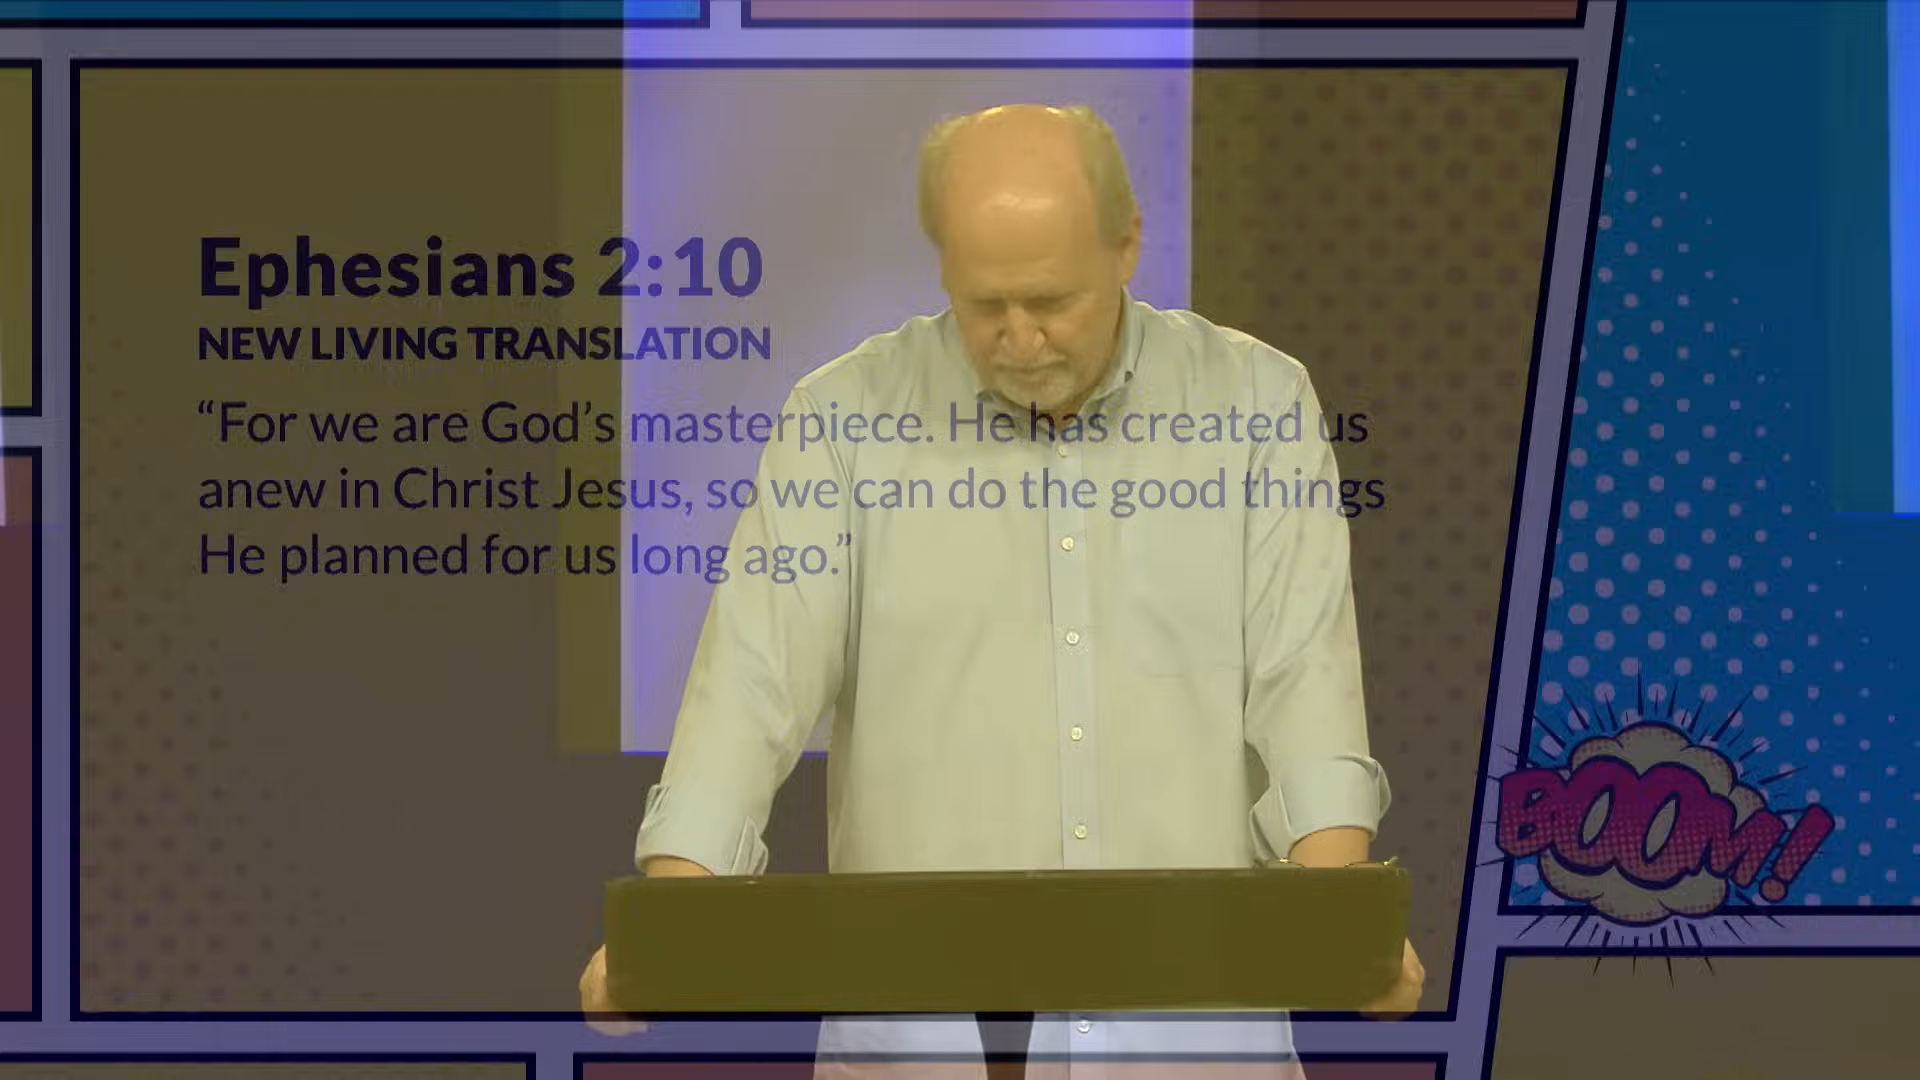 Ephesians 2:10
NEW LIVING TRANSLATION
“For we are God’s masterpiece. He has created us
anew in Christ Jesus, so we can do the good things
He planned for us long ago.”
BOOM!